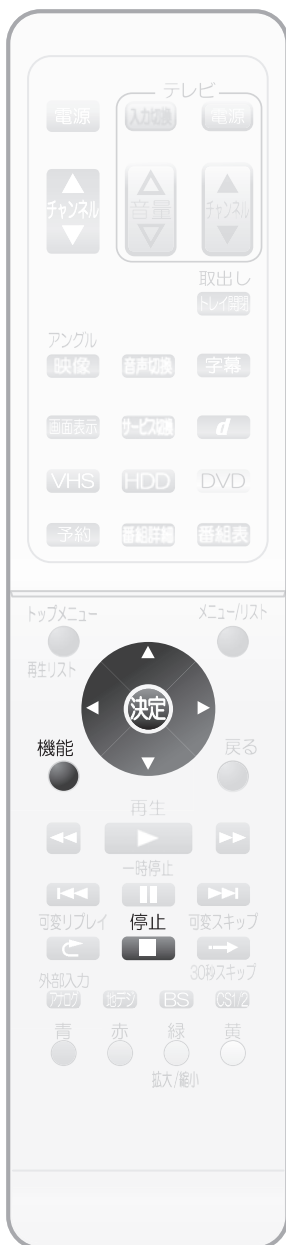 テレビ
電源 入力切換 電源
チャンネル 音量 チャンネル
取出し
トレイ開閉
アングル
映像 音声切換 字幕
画面表示 サービス切換 d
VHS HDD DVD
予約 番組詳細 番組表
トップメニュー メニュー/リスト
再生リスト
決定
機能 戻る
再生
一時停止
可変リプレイ 停止 可変スキップ
30秒スキップ
外部入力
アナログ 地デジ BS CS1/2
青 赤 緑 黄
拡大/縮小